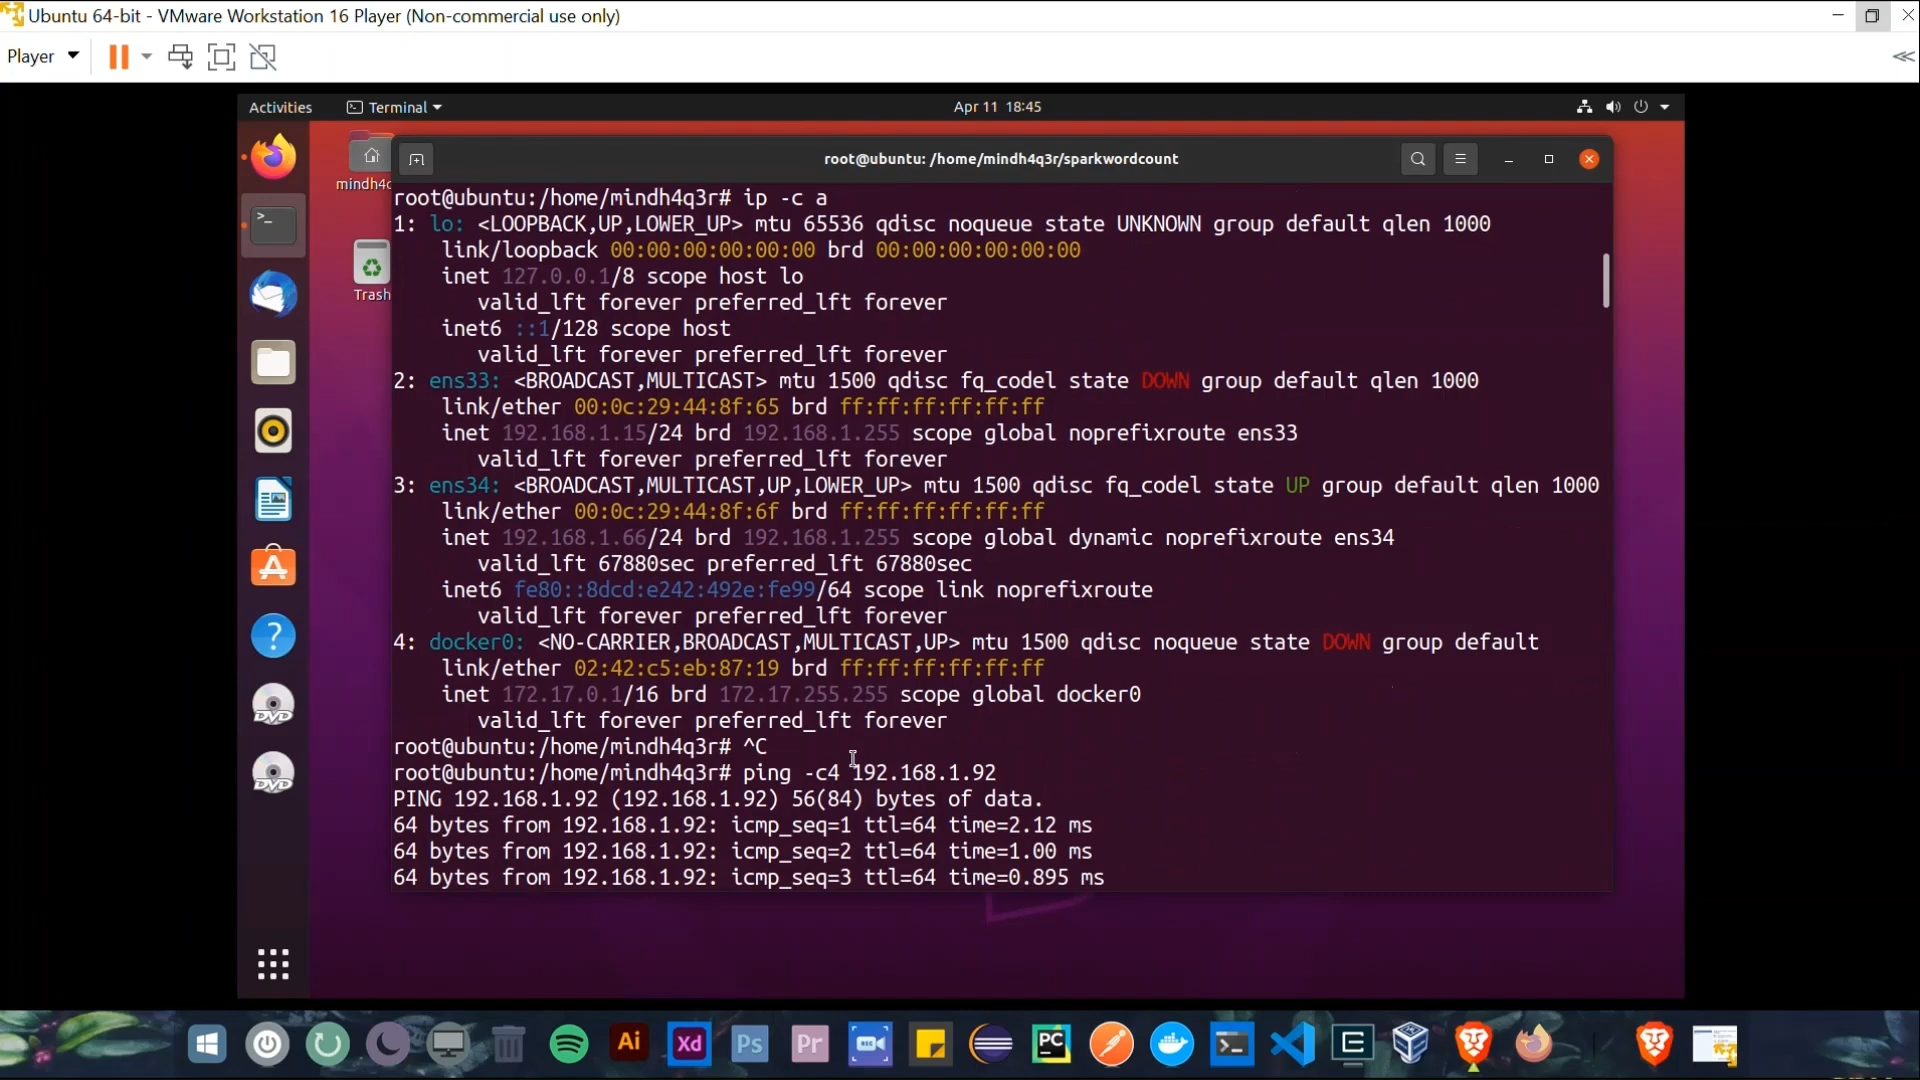 Ubuntu 64-bit - VMware Workstation 16 Player (Non-commercial use only)
Player
Activities
Terminal
Apr 11 18:45
root@ubuntu: /home/mindh4q3r/sparkwordcount
mindh4
Trash
root@ubuntu:/home/mindh4q3r# ip -c a
1: lo: <LOOPBACK,UP,LOWER_UP> mtu 65536 qdisc noqueue state UNKNOWN group default qlen 1000
link/loopback 00:00:00:00:00:00 brd 00:00:00:00:00:00
inet 127.0.0.1/8 scope host lo
valid_lft forever preferred_lft forever
inet6 ::1/128 scope host
valid_lft forever preferred_lft forever
2: ens33: <BROADCAST,MULTICAST> mtu 1500 qdisc fq_codel state DOWN group default qlen 1000
link/ether 00:0c:29:44:8f:65 brd ff:ff:ff:ff:ff:ff
inet 192.168.1.15/24 brd 192.168.1.255 scope global noprefixroute ens33
valid_lft forever preferred_lft forever
3: ens34: <BROADCAST,MULTICAST,UP,LOWER_UP> mtu 1500 qdisc fq_codel state UP group default qlen 1000
link/ether 00:0c:29:44:8f:6f brd ff:ff:ff:ff:ff:ff
inet 192.168.1.66/24 brd 192.168.1.255 scope global dynamic noprefixroute ens34
valid_lft 67880sec preferred_lft 67880sec
inet6 fe80::8dcd:e242:492e:fe99/64 scope link noprefixroute
valid_lft forever preferred_lft forever
4: docker0: <NO-CARRIER,BROADCAST,MULTICAST,UP> mtu 1500 qdisc noqueue state DOWN group default
link/ether 02:42:c5:eb:87:19 brd ff:ff:ff:ff:ff:ff
inet 172.17.0.1/16 brd 172.17.255.255 scope global docker0
valid_lft forever preferred_lft forever
root@ubuntu:/home/mindh4q3r# ^C
root@ubuntu:/home/mindh4q3r# ping -c4 192.168.1.92
PING 192.168.1.92 (192.168.1.92) 56(84) bytes of data.
64 bytes from 192.168.1.92: icmp_seq=1 ttl=64 time=2.12 ms
64 bytes from 192.168.1.92: icmp_seq=2 ttl=64 time=1.00 ms
64 bytes from 192.168.1.92: icmp_seq=3 ttl=64 time=0.895 ms
DVD
DVD
Ai
Xd
Ps
Pr
PC